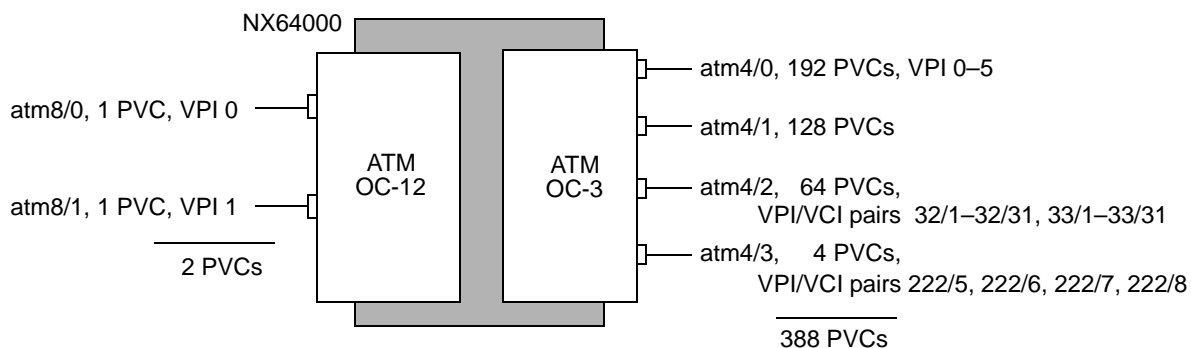 NX64000
atm8/0, 1 PVC, VPI 0
atm8/1, 1 PVC, VPI 1
2 PVCs
ATM
OC-12
ATM
OC-3
atm4/0, 192 PVCs, VPI 0–5
atm4/1, 128 PVCs
atm4/2, 64 PVCs,
VPI/VCI pairs 32/1–32/31, 33/1–33/31
atm4/3, 4 PVCs,
VPI/VCI pairs 222/5, 222/6, 222/7, 222/8
388 PVCs